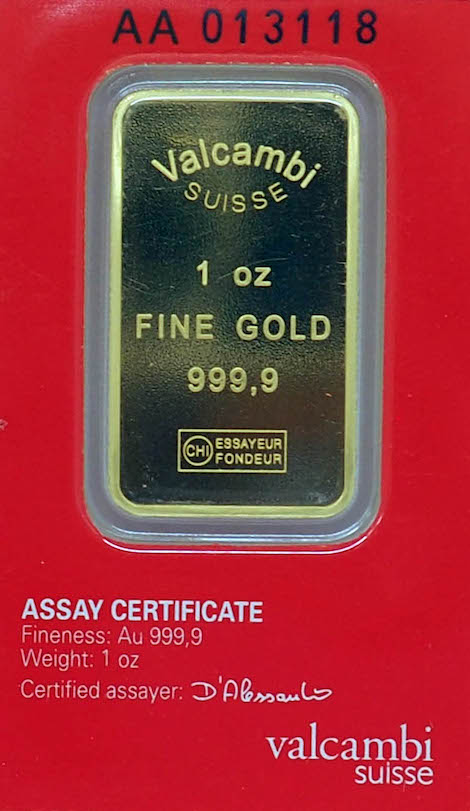 AA 013118
Valcambi
SUISSE
1 oz
FINE GOLD
999,9
CHI ESSAYEUR
FONDEUR
ASSAY CERTIFICATE
Fineness: Au 999,9
Weight: 1 oz
Certified assayer:
valcambi
suisse